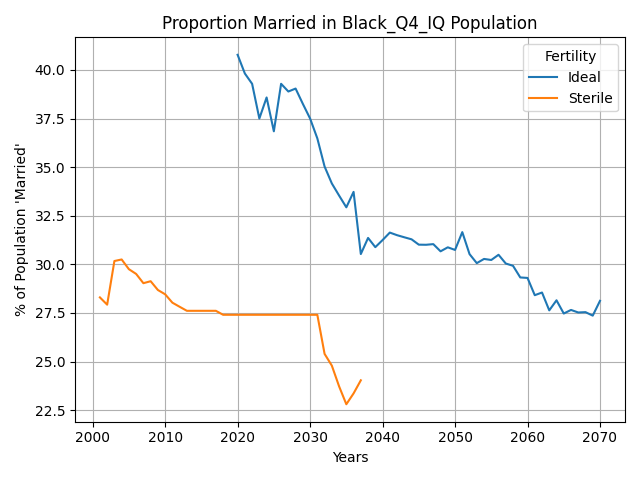 Proportion Married in Black_Q4_IQ Population
% of Population 'Married'
40.0
37.5
35.0
32.5
30.0
27.5
25.0
22.5
Fertility
Ideal
Sterile
2000 2010 2020 2030 2040 2050 2060 2070
Years